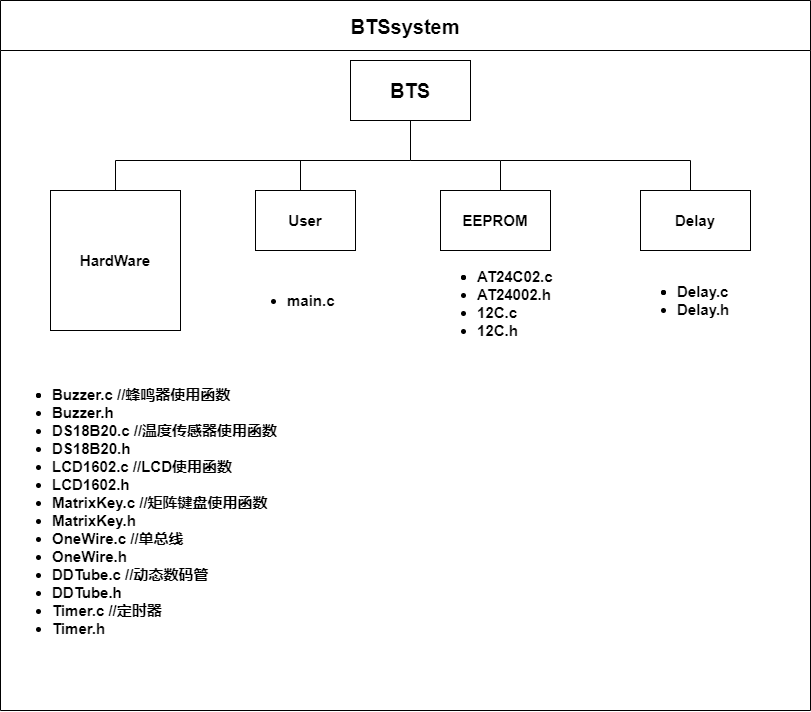 BTSsystem
BTS
HardWare
User
EEPROM
Delay
main.c
AT24C02.c
AT24002.h
12C.c
12C.h
Delay.c
Delay.h
Buzzer.c //蜂鸣器使用函数
Buzzer.h
DS18B20.c //温度传感器使用函数
DS18B20.h
LCD1602.c //LCD使用函数
LCD1602.h
MatrixKey.c //矩阵键盘使用函数
MatrixKey.h
OneWire.c //单总线
OneWire.h
DDTube.c //动态数码管
DDTube.h
Timer.c //定时器
Timer.h